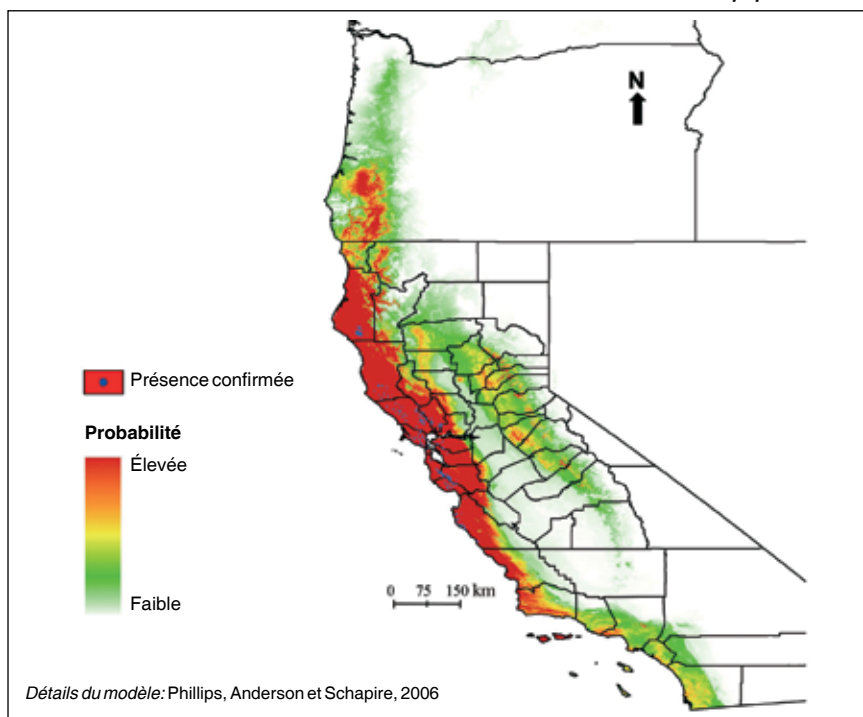 N
Présence confirmée
Probabilité
Élevée
Faible
0 75 150 km
Détails du modèle: Phillips, Anderson et Schapire, 2006